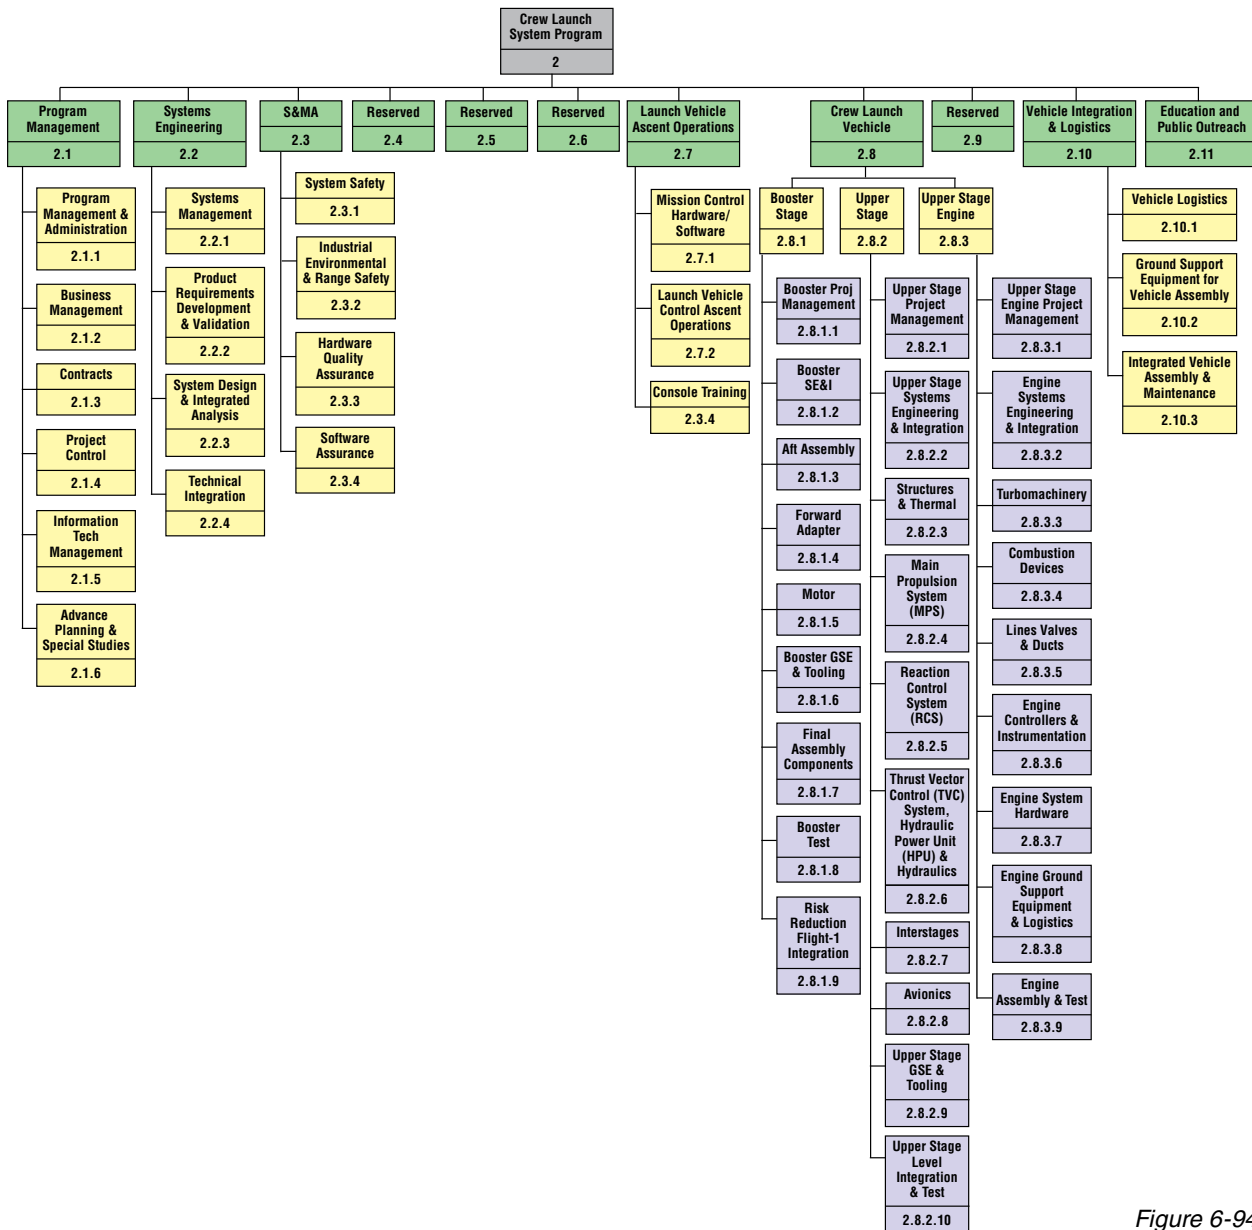 Crew Launch
System Program
2
Program
Management
2.1
Systems
Engineering
2.2
S&MA
2.3
Reserved
2.4
Reserved
2.5
Reserved
2.6
Launch Vehicle
Ascent Operations
2.7
Crew Launch
Vechicle
2.8
Reserved
2.9
Vehicle Integration
& Logistics
2.10
Education and
Public Outreach
2.11
Program
Management &
Administration
2.1.1
Business
Management
2.1.2
Contracts
2.1.3
Project
Control
2.1.4
Information
Tech
Management
2.1.5
Advance
Planning &
Special Studies
2.1.6
Systems
Management
2.2.1
Product
Requirements
Development
& Validation
2.2.2
System Design
& Integrated
Analysis
2.2.3
Technical
Integration
2.2.4
System Safety
2.3.1
Industrial
Environmental
& Range Safety
2.3.2
Hardware
Quality
Assurance
2.3.3
Software
Assurance
2.3.4
Mission Control
Hardware/
Software
2.7.1
Launch Vehicle
Control Ascent
Operations
2.7.2
Console Training
2.3.4
Booster
Stage
2.8.1
Upper
Stage
2.8.2
Upper Stage
Engine
2.8.3
Booster Proj
Management
2.8.1.1
Booster
SE&I
2.8.1.2
Aft Assembly
2.8.1.3
Forward
Adapter
2.8.1.4
Motor
2.8.1.5
Booster GSE
& Tooling
2.8.1.6
Final
Assembly
Components
2.8.1.7
Booster
Test
2.8.1.8
Risk
Reduction
Flight-1
Integration
2.8.1.9
Upper Stage
Project
Management
2.8.2.1
Upper Stage
Systems
Engineering
& Integration
2.8.2.2
Structures
& Thermal
2.8.2.3
Main
Propulsion
System
(MPS)
2.8.2.4
Reaction
Control
System
(RCS)
2.8.2.5
Thrust Vector
Control (TVC)
System,
Hydraulic
Power Unit
(HPU) &
Hydraulics
2.8.2.6
Interstages
2.8.2.7
Avionics
2.8.2.8
Upper Stage
GSE &
Tooling
2.8.2.9
Upper Stage
Level
Integration
& Test
2.8.2.10
Upper Stage
Engine Project
Management
2.8.3.1
Engine
Systems
Engineering
& Integration
2.8.3.2
Turbomachinery
2.8.3.3
Combustion
Devices
2.8.3.4
Lines Valves
& Ducts
2.8.3.5
Engine
Controllers &
Instrumentation
2.8.3.6
Engine System
Hardware
2.8.3.7
Engine Ground
Support
Equipment
& Logistics
2.8.3.8
Engine
Assembly & Test
2.8.3.9
Vehicle Logistics
2.10.1
Ground Support
Equipment for
Vehicle Assembly
2.10.2
Integrated Vehicle
Assembly &
Maintenance
2.10.3
Figure 6-94